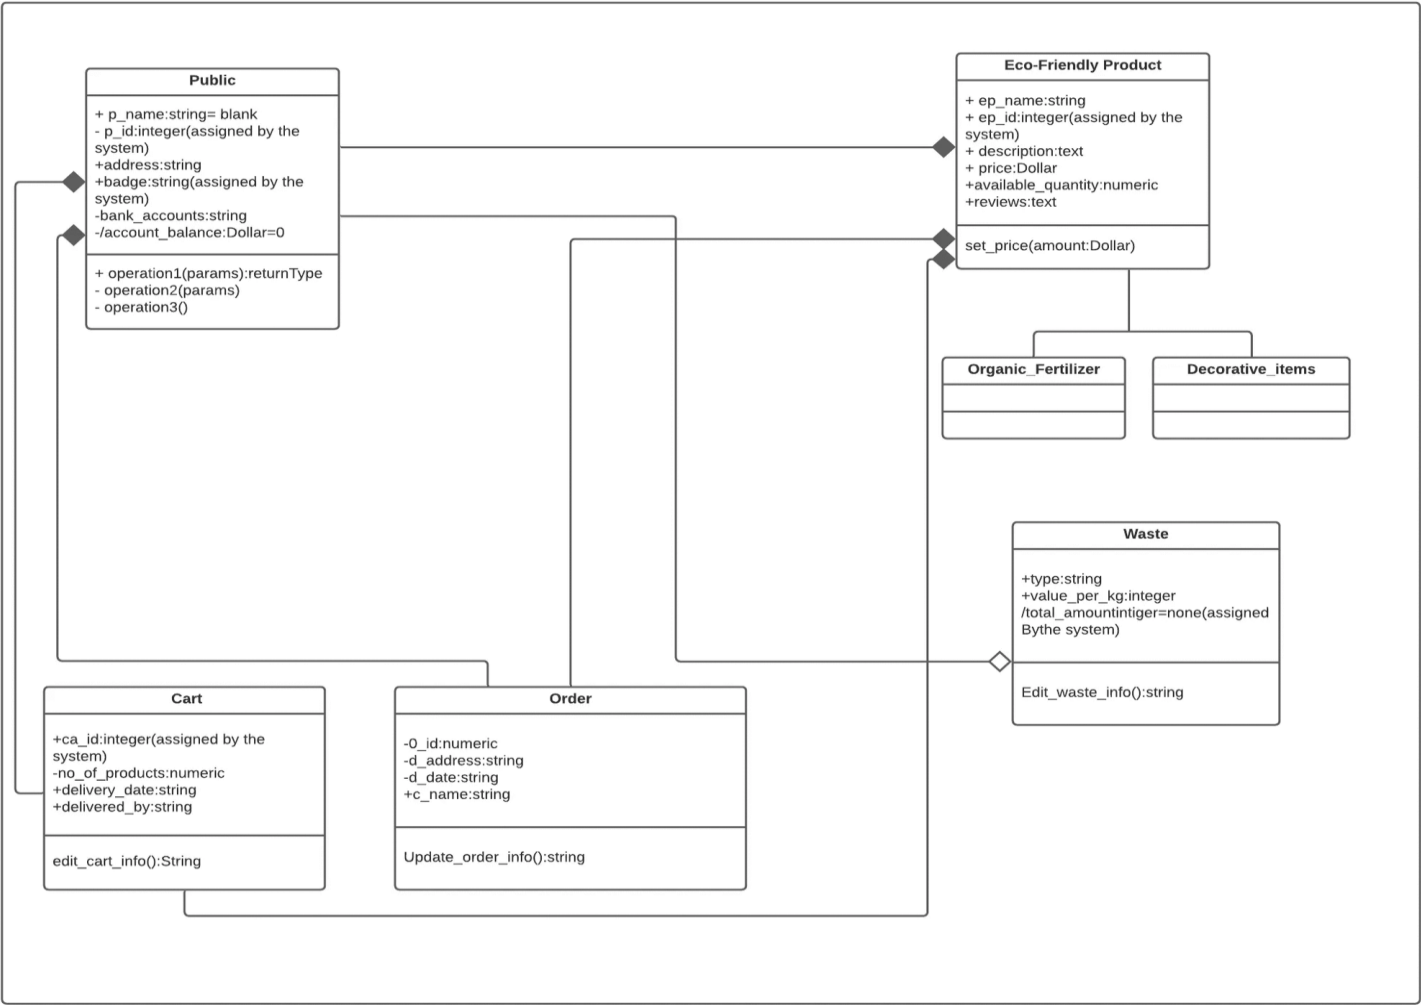 Public
+ p_name:string= blank
- p_id:integer(assigned by the
system)
+address:string
+badge:string(assigned by the
system)
-bank_accounts:string
-/account_balance:Dollar=0
+ operation1(params):returnType
- operation2(params)
- operation3()
Eco-Friendly Product
+ ep_name:string
+ ep_id:integer(assigned by the
system)
+ description:text
+ price:Dollar
+available_quantity:numeric
+reviews:text
set_price(amount:Dollar)
Organic_Fertilizer
Decorative_items
Waste
+type:string
+value_per_kg:integer
/total_amountintiger=none(assigned
Bythe system)
Edit_waste_info():string
Cart
+ca_id:integer(assigned by the
system)
-no_of_products:numeric
+delivery_date:string
+delivered_by:string
edit_cart_info():String
Order
-0_id:numeric
-d_address:string
-d_date:string
+c_name:string
Update_order_info():string